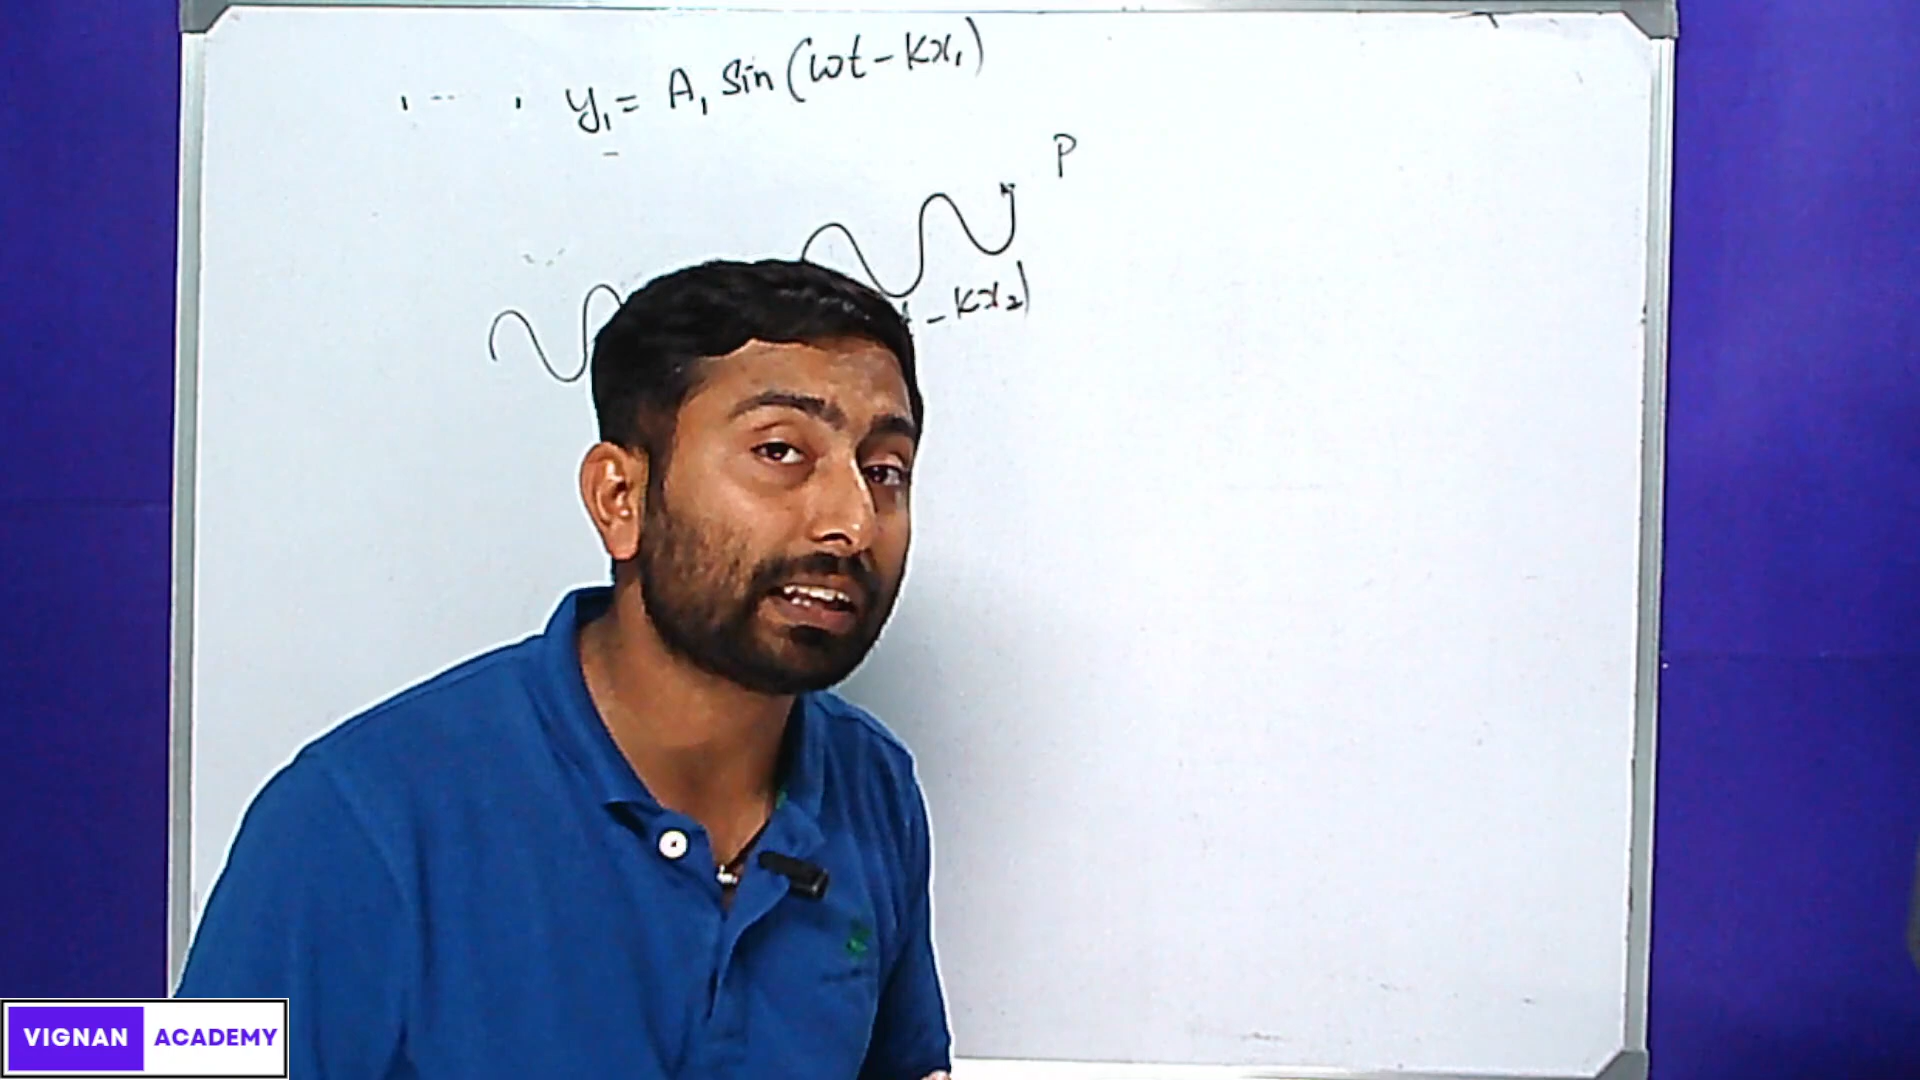 y₁ = A₁ Sin (ωt - Kx₁)
P
- Kx₂)
VIGNAN ACADEMY